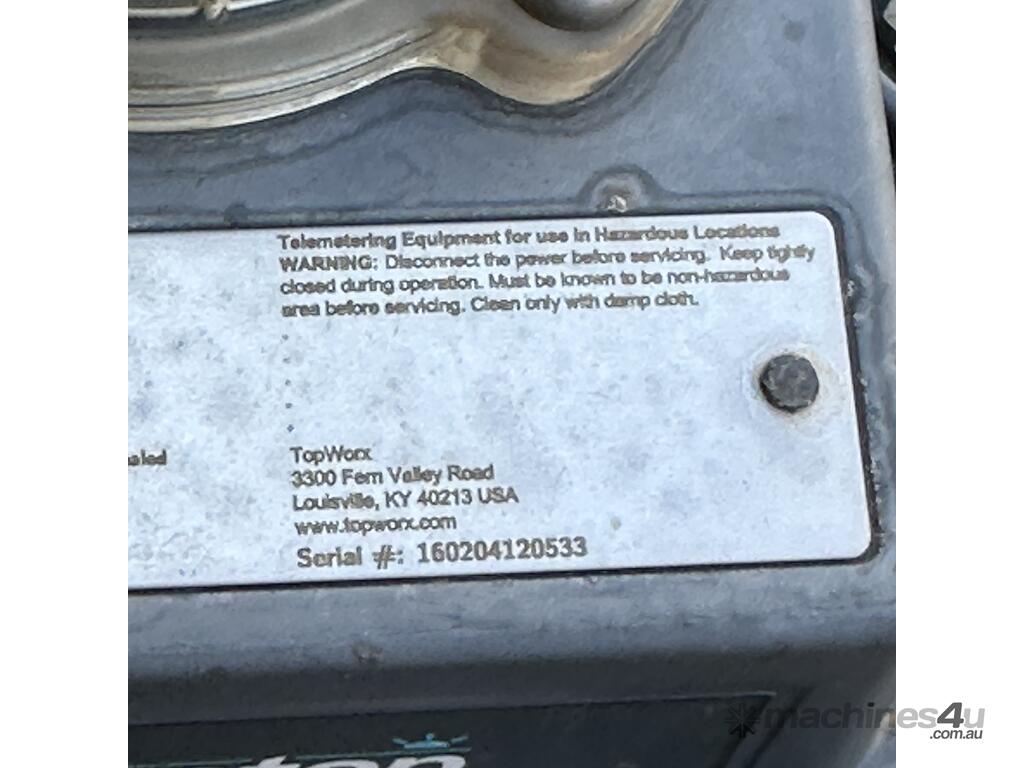 Telemetering Equipment for use in Hazardous Locations
WARNING: Disconnect the power before servicing. Keep tightly
closed during operation. Must be known to be non-hazardous
area before servicing. Clean only with damp cloth.
TopWorx
3300 Fern Valley Road
Louisville, KY 40213 USA
www.topworx.com
Serial #: 160204120533
machines4u
.com.au